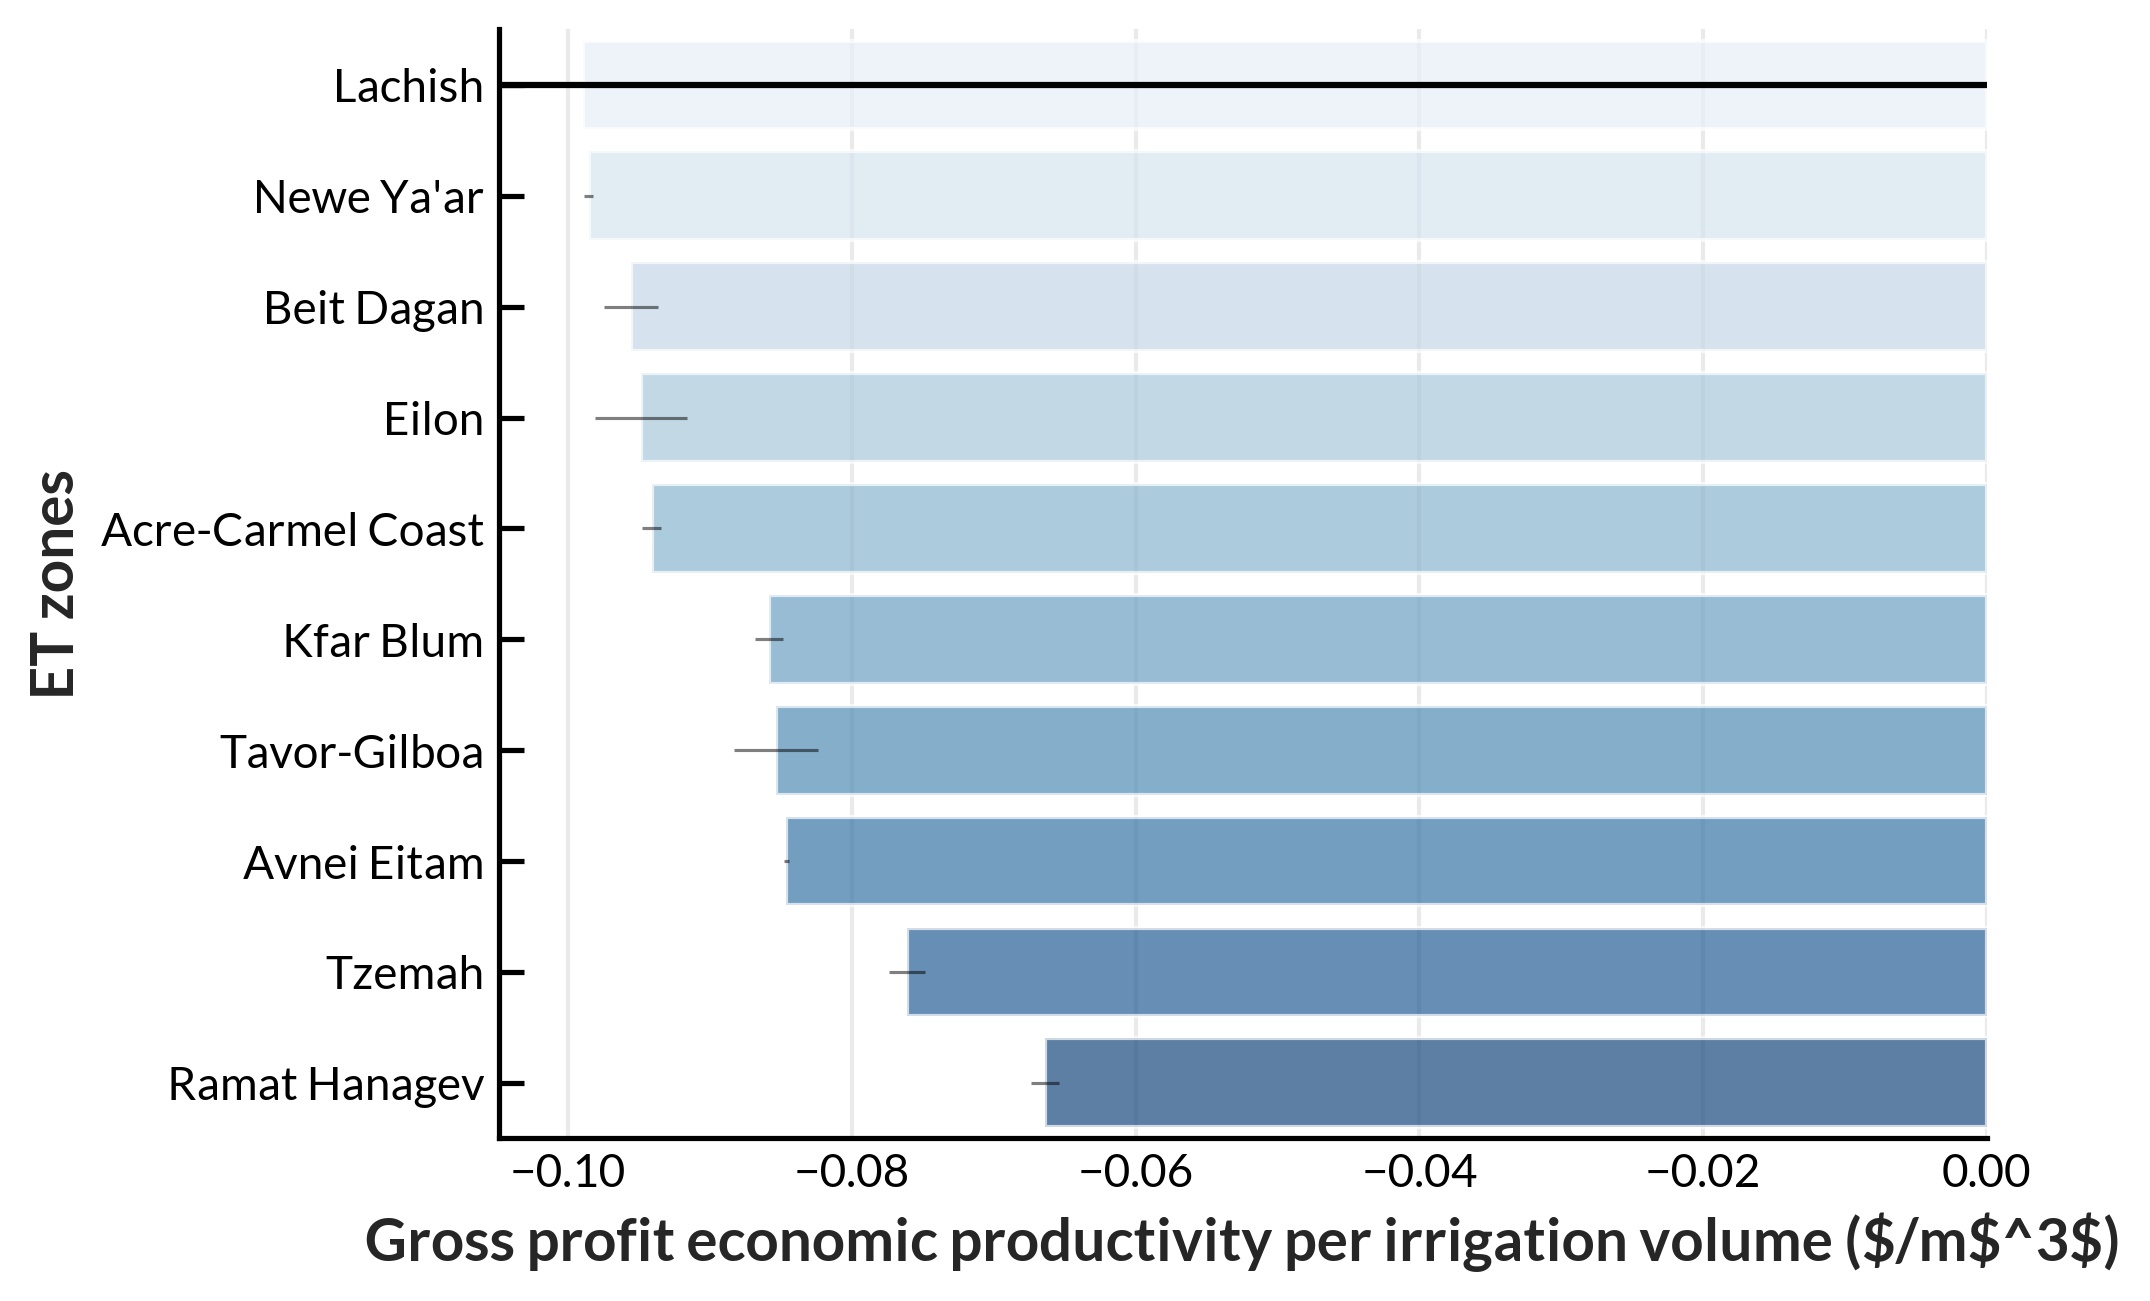 Lachish
Newe Ya'ar
Beit Dagan
Eilon
Acre-Carmel Coast
Kfar Blum
Tavor-Gilboa
Avnei Eitam
Tzemah
Ramat Hanagev
ET zones
−0.10 −0.08 −0.06 −0.04 −0.02 0.00
Gross profit economic productivity per irrigation volume ($/m$^3$)